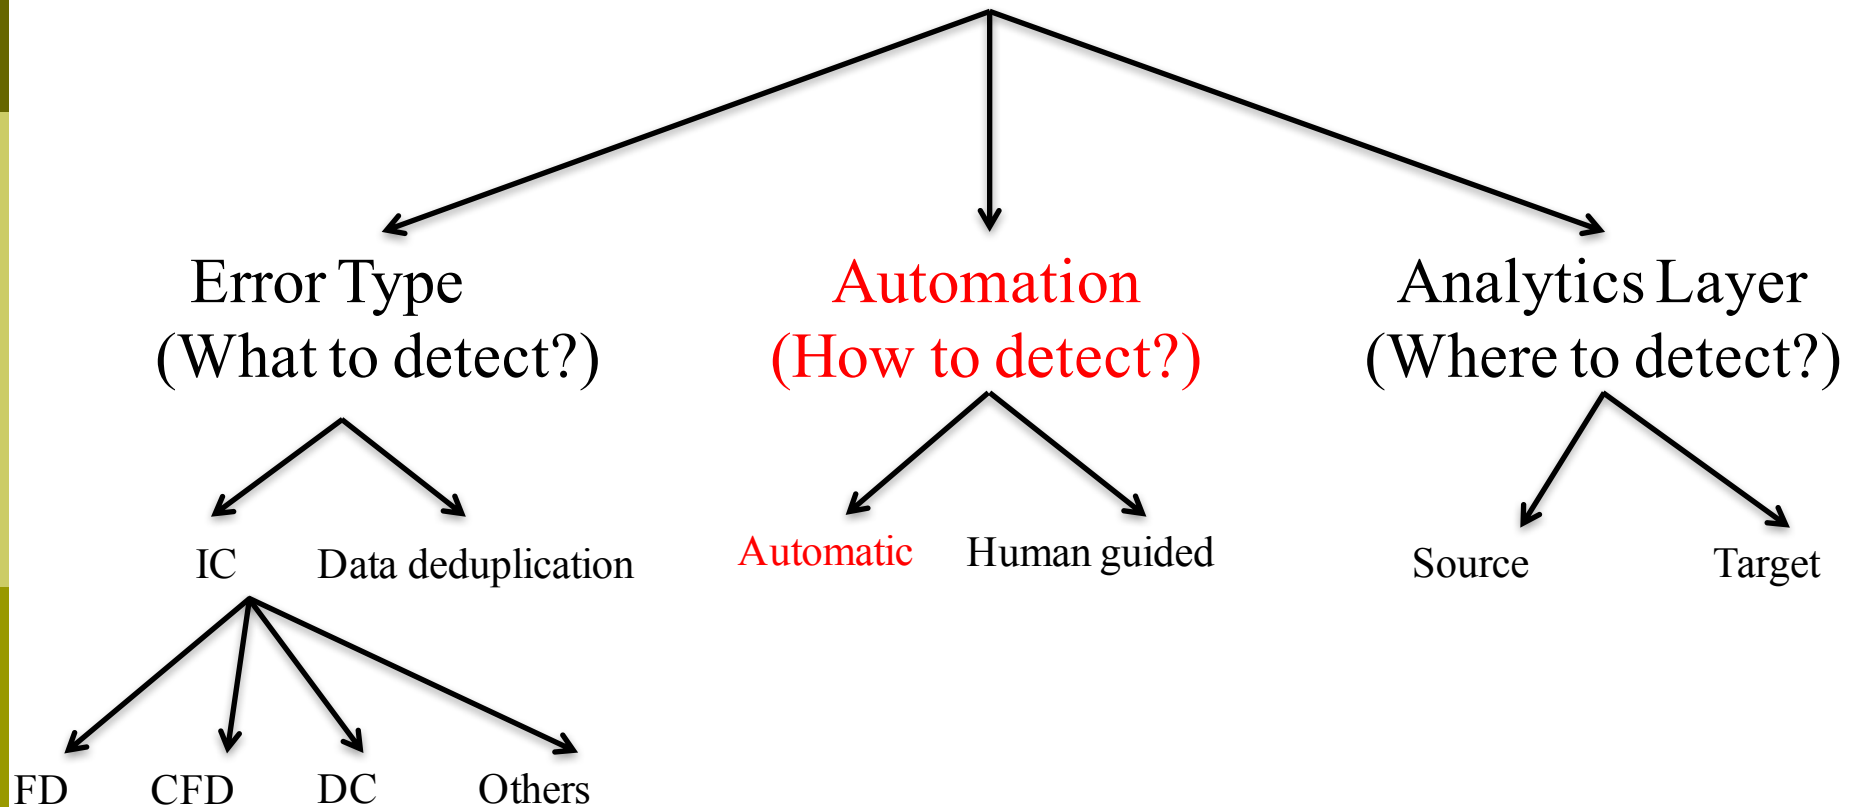 Error Type
(What to detect?)
Automation
(How to detect?)
Analytics Layer
(Where to detect?)
IC
Data deduplication
Automatic
Human guided
Source
Target
FD
CFD
DC
Others